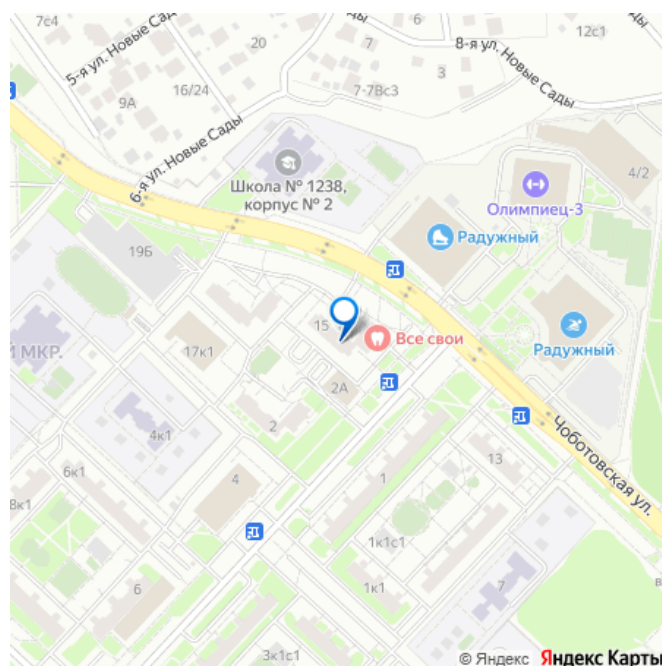 7с4
5-я ул. Новые Сады
20
7
8-я ул. Новые Сады
12с1
3
16/24
7-7Вс3
9А
6-я ул. Новые Сады
Школа № 1238,
корпус № 2
4/2
Олимпиец-3
Радужный
19Б
15
Все свои
Радужный
МКР.
17к1
2А
2
4к1
Чоботовская ул.
13
6к1
4
1
8к1
1к1с1
7
6
1к1
3к1с1
© Яндекс Яндекс Карты